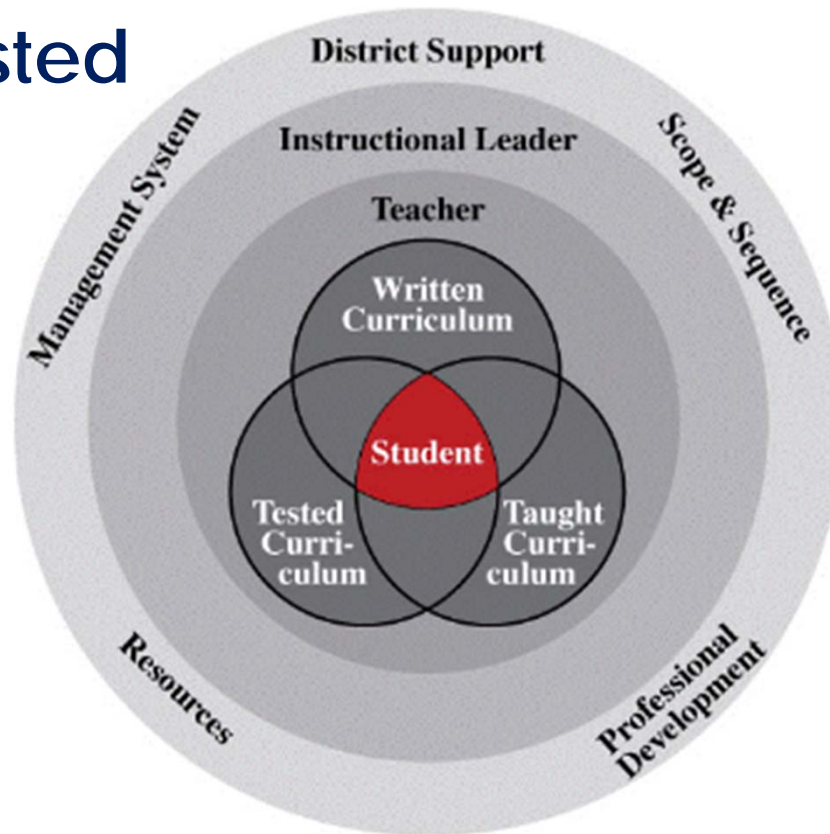 sted
District Support
Instructional Leader
Management System
Scope & Sequence
Teacher
Written
Curriculum
Student
Tested
Curri-
culum
Taught
Curri-
culum
Resources
Professional
Development